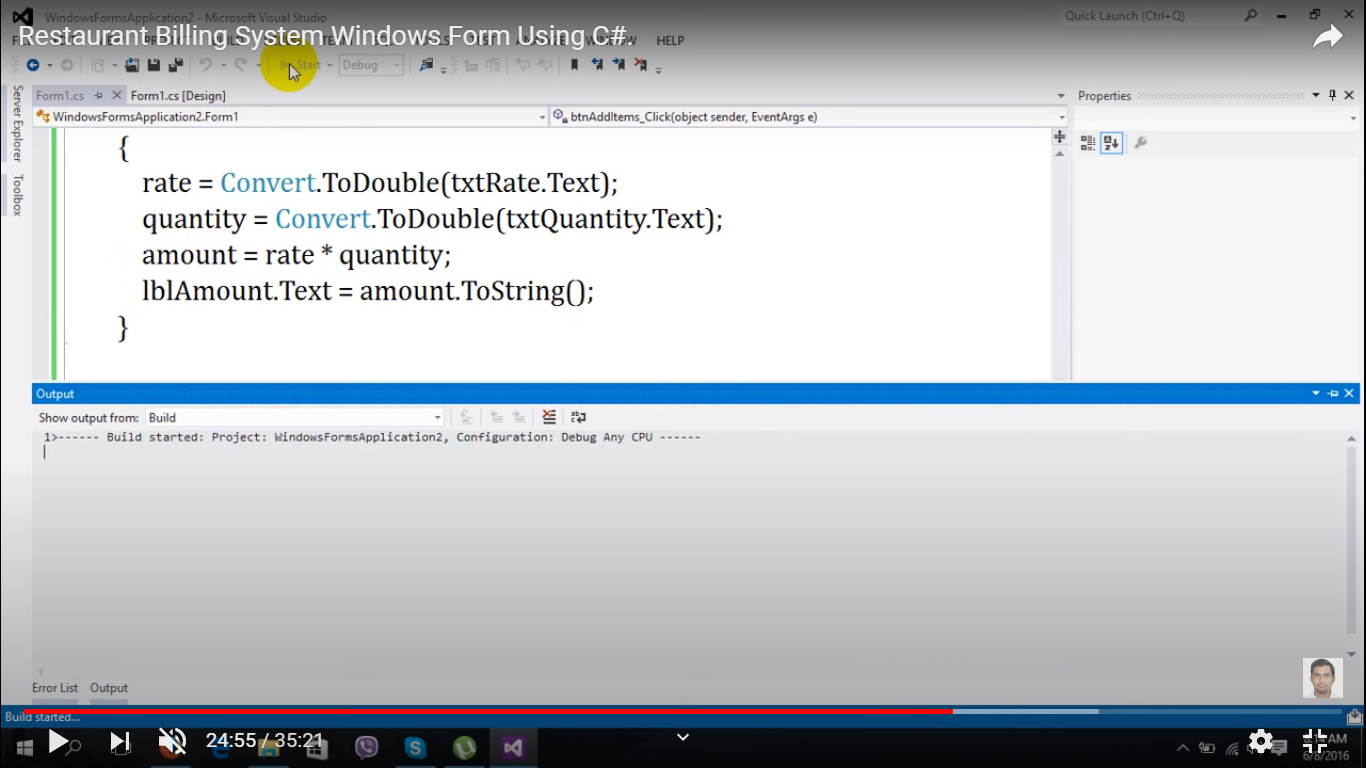 WindowsFormsApplication2 - Microsoft Visual Studio
Quick Launch (Ctrl+Q)
Restaurant Billing System Windows Form Using C#
HELP
Start
Debug
Form1.cs
Form1.cs [Design]
Properties
WindowsFormsApplication2.Form1
btnAddItems_Click(object sender, EventArgs e)
Server Explorer
Toolbox
{
rate = Convert.ToDouble(txtRate.Text);
quantity = Convert.ToDouble(txtQuantity.Text);
amount = rate * quantity;
lblAmount.Text = amount.ToString();
}
Output
Show output from: Build
1>------ Build started: Project: WindowsFormsApplication2, Configuration: Debug Any CPU ------
Error List Output
Build started...
24:55 / 35:21
6/8/2016